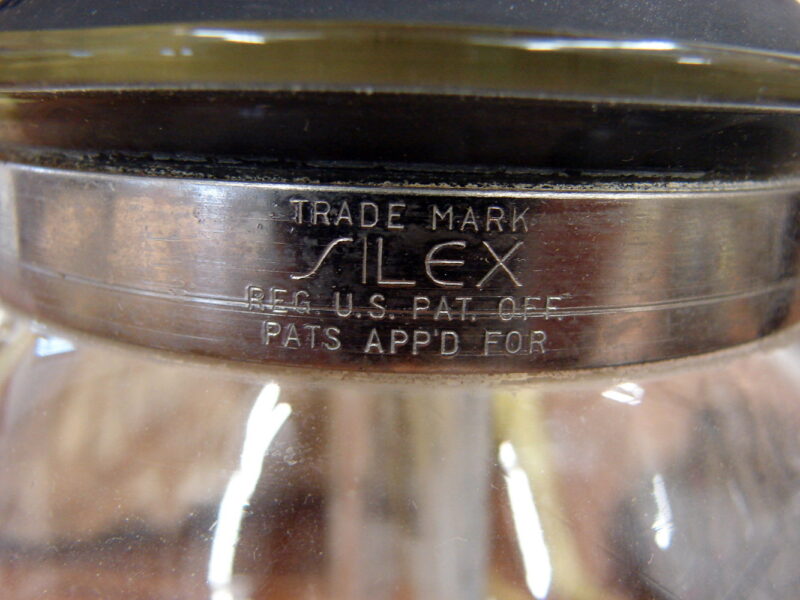 TRADE MARK
SILEX
REG. U.S. PAT. OFF.
PATS APP'D FOR